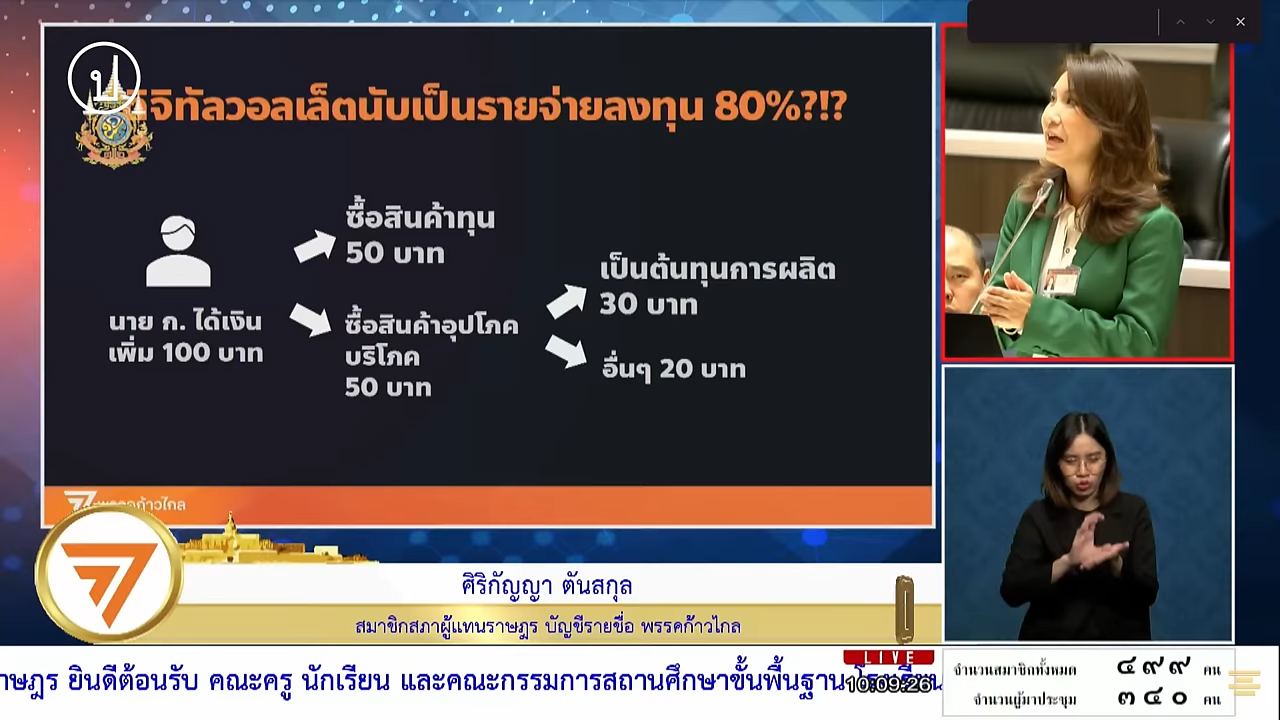 ดิจิทัลวอลเล็ตนับเป็นรายจ่ายลงทุน 80%?!?
ซื้อสินค้าทุน
50 บาท
นาย ก. ได้เงิน
เพิ่ม 100 บาท
ซื้อสินค้าอุปโภค
บริโภค
50 บาท
เป็นต้นทุนการผลิต
30 บาท
อื่นๆ 20 บาท
ก้าวไกล
ศิริกัญญา ตันสกุล
สมาชิกสภาผู้แทนราษฎร บัญชีรายชื่อ พรรคก้าวไกล
LIVE
าษฎร ยินดีต้อนรับ คณะครู นักเรียน และคณะกรรมการสถานศึกษาขั้นพื้นฐาน โรงเรียน
10:09:26
จำนวนสมาชิกทั้งหมด ๔๙๙ คน
จำนวนผู้มาประชุม ๓๔๐ คน